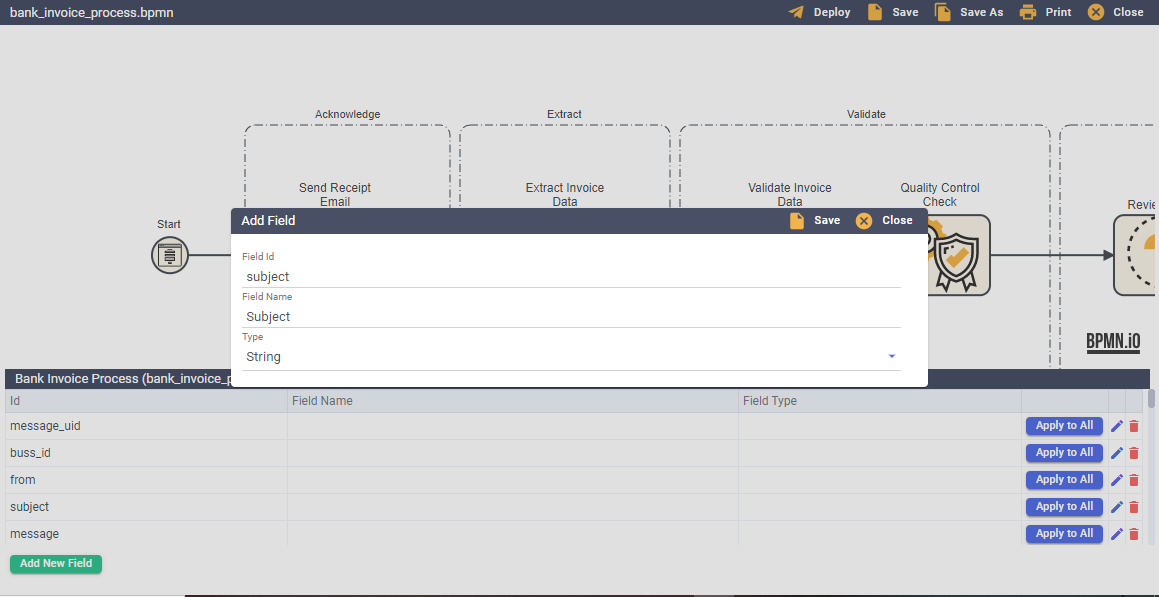 bank_invoice_process.bpmn
Deploy Save Save As Print Close
Acknowledge Extract Validate
Send Receipt Email
Extract Invoice Data
Validate Invoice Data
Quality Control Check
Start
Add Field Save Close
Field Id
subject
Field Name
Subject
Type
String
BPMN.iO
Bank Invoice Process (bank_invoice_
Id Field Name Field Type
message_uid Apply to All
buss_id Apply to All
from Apply to All
subject Apply to All
message Apply to All
Add New Field